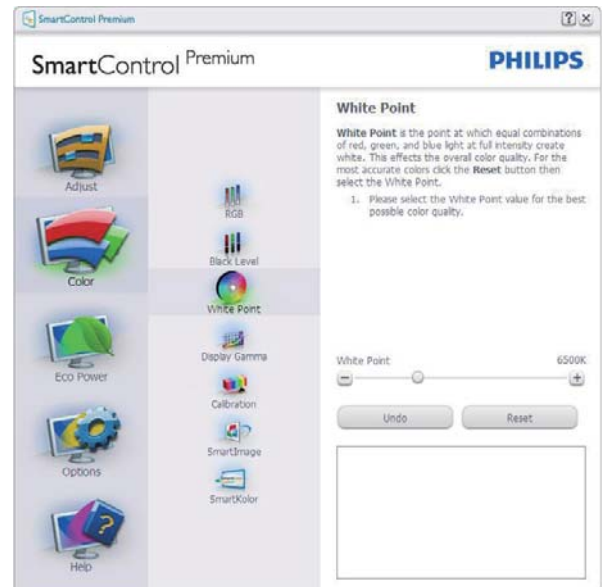 SmartControl Premium
? ×
SmartControl Premium
PHILIPS
Adjust
Color
Eco Power
Options
Help
RGB
Black Level
White Point
Display Gamma
Calibration
SmartImage
SmartKolor
White Point
White Point is the point at which equal combinations
of red, green, and blue light at full intensity create
white. This effects the overall color quality. For the
most accurate colors click the Reset button then
select the White Point.
1. Please select the White Point value for the best
possible color quality.
White Point 6500K
Undo Reset